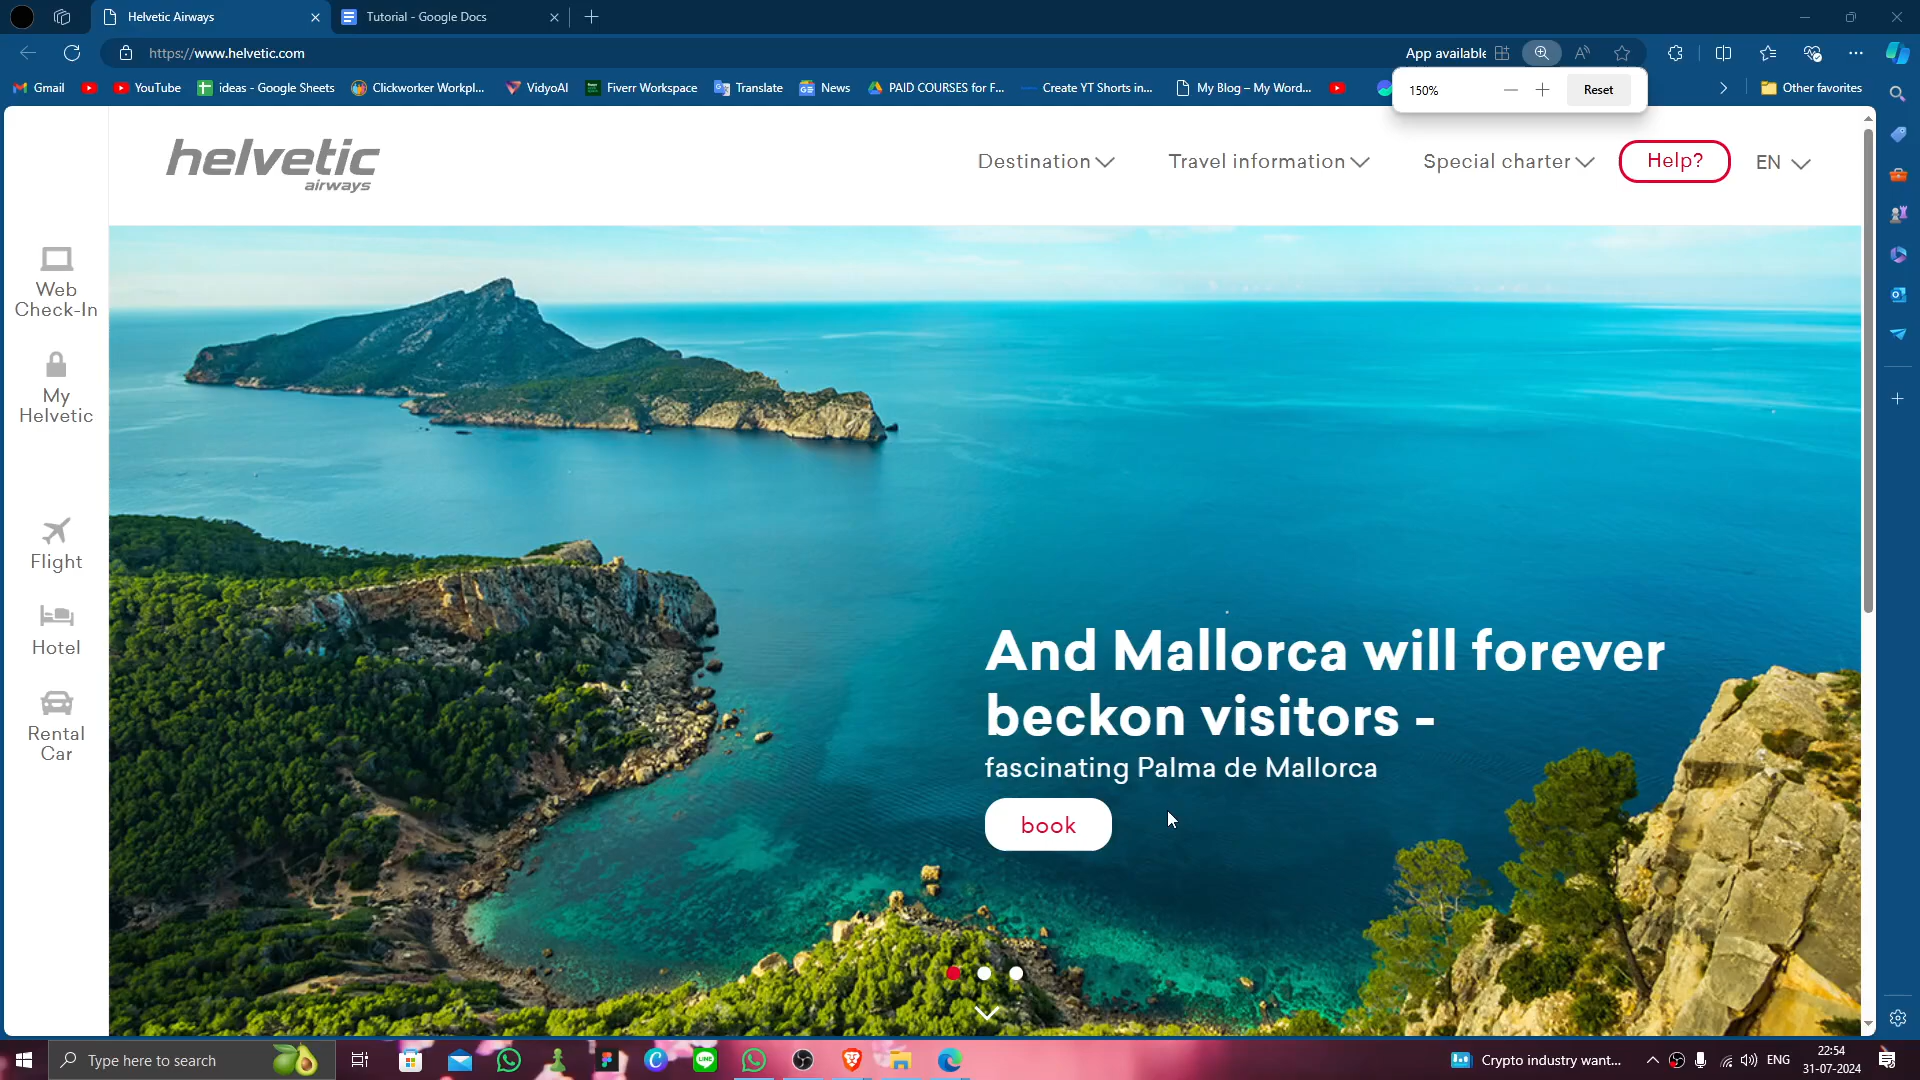 Helvetic Airways
Tutorial - Google Docs
https://www.helvetic.com
App available
Gmail
YouTube
ideas - Google Sheets
Clickworker Workpl...
VidyoAI
Fiverr Workspace
Translate
News
PAID COURSES for F...
Create YT Shorts in...
My Blog – My Word...
Other favorites
150%
Reset
helvetic
airways
Destination
Travel information
Special charter
Help?
EN
Web
Check-In
My
Helvetic
Flight
Hotel
Rental
Car
And Mallorca will forever
beckon visitors -
fascinating Palma de Mallorca
book
Type here to search
Crypto industry want...
ENG
22:54
31-07-2024